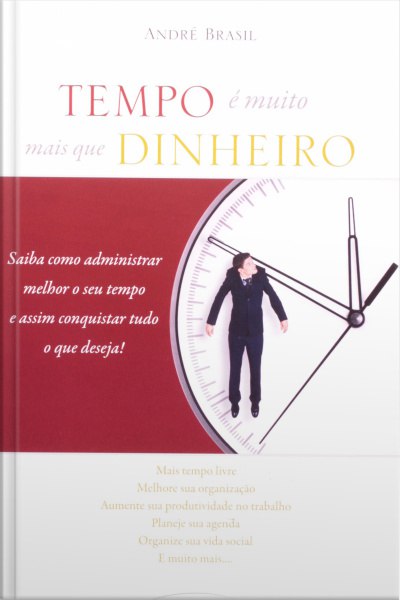 ANDRÉ BRASIL
TEMPO é muito
mais que DINHEIRO
Saiba como administrar
melhor o seu tempo
e assim conquistar tudo
o que deseja!
Mais tempo livre
Melhore sua organização
Aumente sua produtividade no trabalho
Planeje sua agenda
Organize sua vida social
E muito mais....